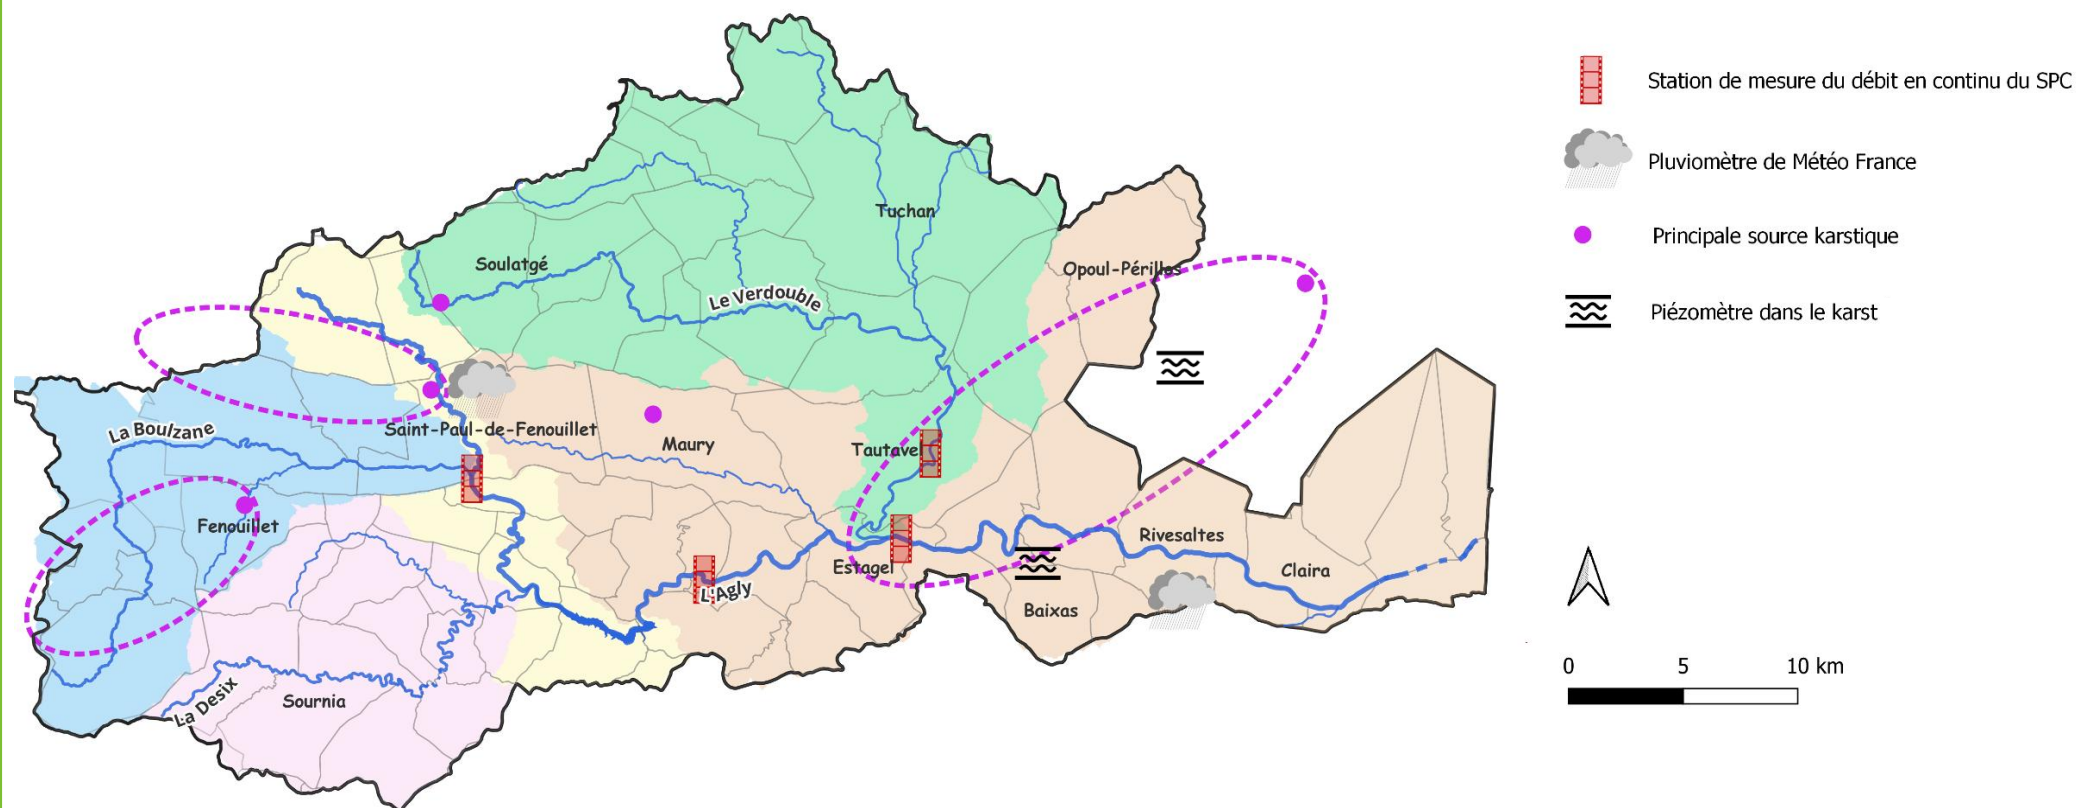 Station de mesure du débit en continu du SPC
Pluviomètre de Météo France
Principale source karstique
Piézomètre dans le karst
Tuchan
Soulatgé
Opoul-Périllos
Le Verdouble
La Boulzane
Saint-Paul-de-Fenouillet
Maury
Tautavel
Fenouillet
Rivesaltes
Estagel
Claira
L'Agly
Baixas
La Desix
Sournia
0 5 10 km